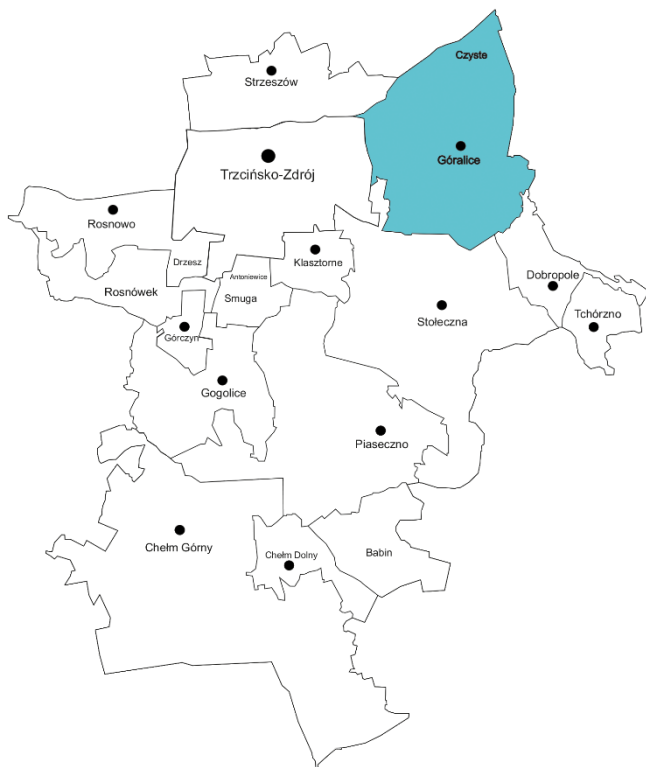 Czyste
Strzeszów
Góralice
Trzcińsko-Zdrój
Rosnowo
Drzesz
Klasztorne
Antoniewice
Dobropole
Rosnówek
Smuga
Stołeczna
Tchórzno
Górczyn
Gogolice
Piaseczno
Chełm Górny
Chełm Dolny
Babin